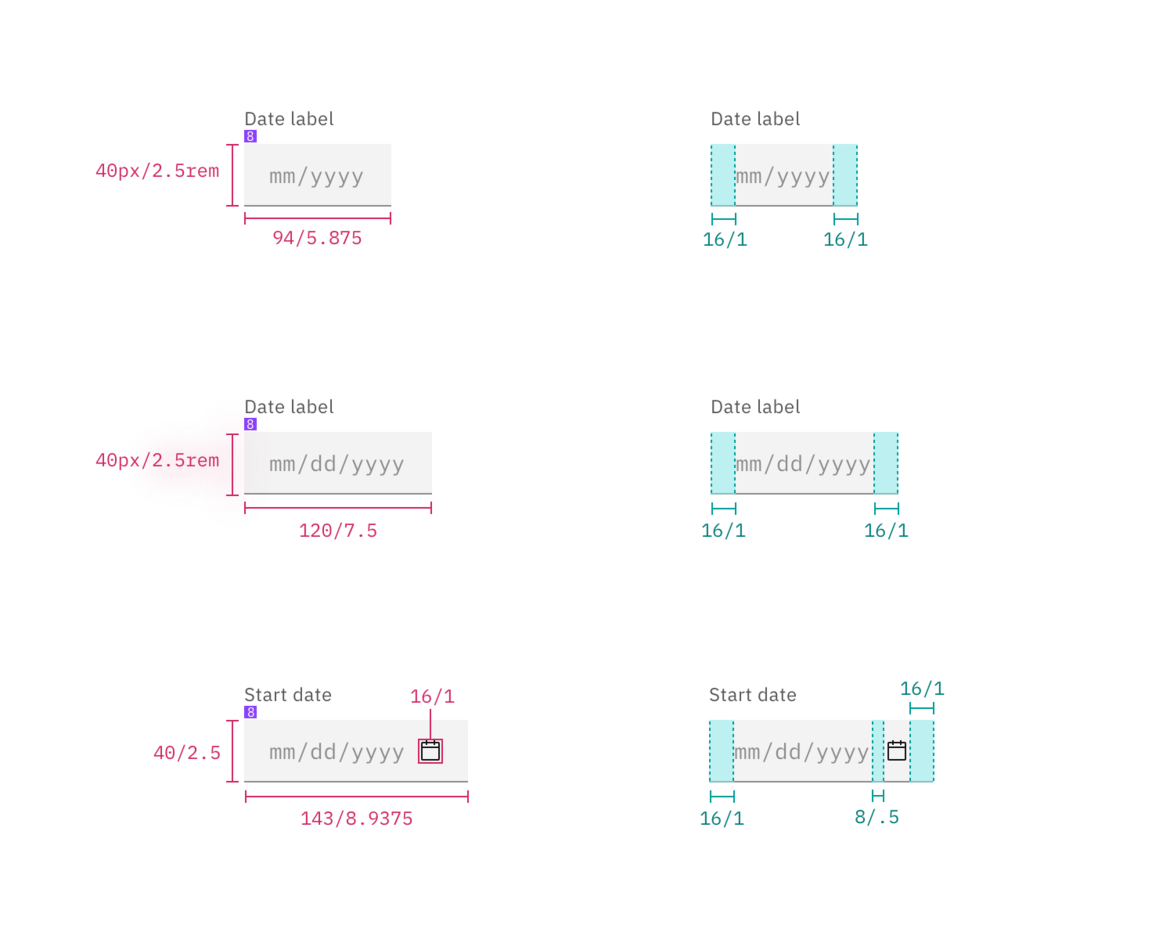 Date label
8
40px/2.5rem
mm/yyyy
94/5.875
Date label
mm/yyyy
16/1
16/1
Date label
8
40px/2.5rem
mm/dd/yyyy
120/7.5
Date label
mm/dd/yyyy
16/1
16/1
Start date
16/1
8
40/2.5
mm/dd/yyyy
143/8.9375
Start date
16/1
mm/dd/yyyy
16/1
8/.5